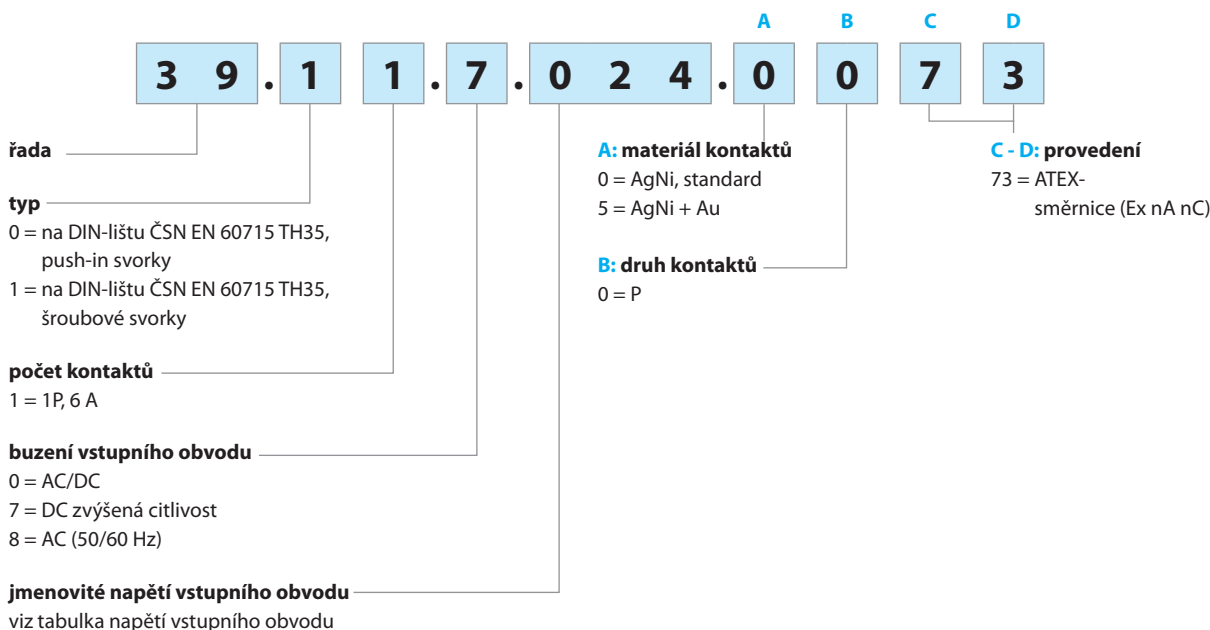 A B C D
3 9 . 1 1 . 7 . 0 2 4 . 0 0 7 3
řada
typ
0 = na DIN-lištu ČSN EN 60715 TH35,
push-in svorky
1 = na DIN-lištu ČSN EN 60715 TH35,
šroubové svorky
počet kontaktů
1 = 1P, 6 A
buzení vstupního obvodu
0 = AC/DC
7 = DC zvýšená citlivost
8 = AC (50/60 Hz)
jmenovité napětí vstupního obvodu
viz tabulka napětí vstupního obvodu
A: materiál kontaktů
0 = AgNi, standard
5 = AgNi + Au
B: druh kontaktů
0 = P
C - D: provedení
73 = ATEX-
směrnice (Ex nA nC)